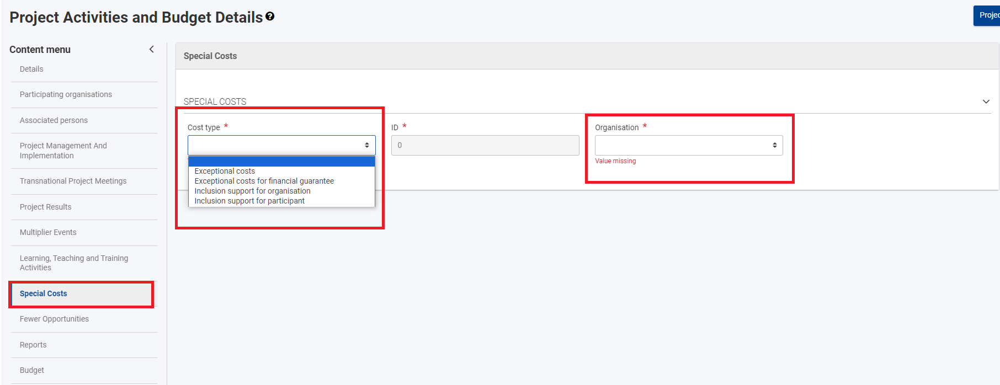 Project Activities and Budget Details
Content menu
Details
Participating organisations
Associated persons
Project Management And
Implementation
Transnational Project Meetings
Project Results
Multiplier Events
Learning, Teaching and Training
Activities
Special Costs
Fewer Opportunities
Reports
Budget
Special Costs
SPECIAL COSTS
Cost type *
Exceptional costs
Exceptional costs for financial guarantee
Inclusion support for organisation
Inclusion support for participant
ID *
0
Organisation *
Value missing